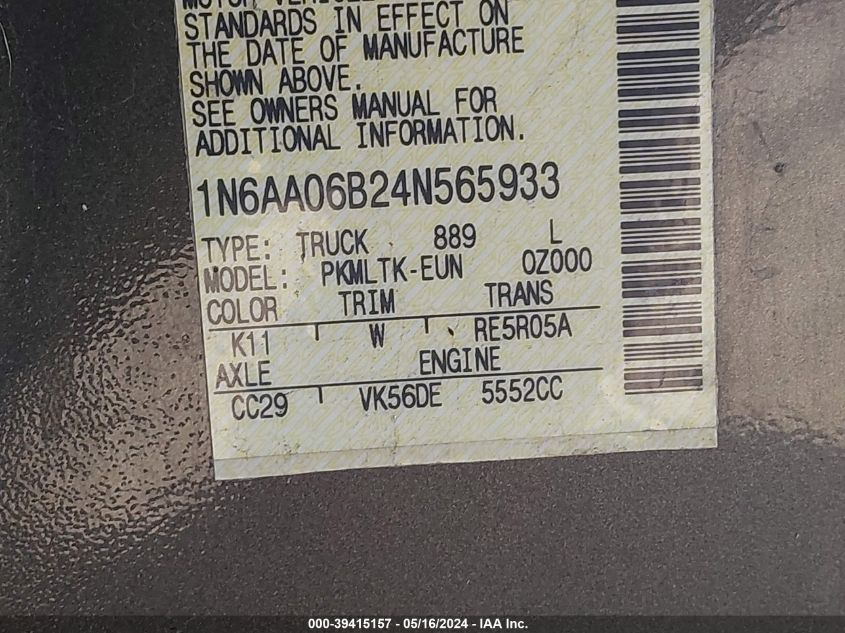 STANDARDS IN EFFECT ON
THE DATE OF MANUFACTURE
SHOWN ABOVE.
SEE OWNERS MANUAL FOR
ADDITIONAL INFORMATION.
1N6AA06B24N565933
TYPE: TRUCK 889 L
MODEL: PKMLTK-EUN 0Z000
COLOR TRIM TRANS
K11 W RE5R05A
AXLE ENGINE
CC29 VK56DE 5552CC
000-39415157 - 05/16/2024 - IAA Inc.